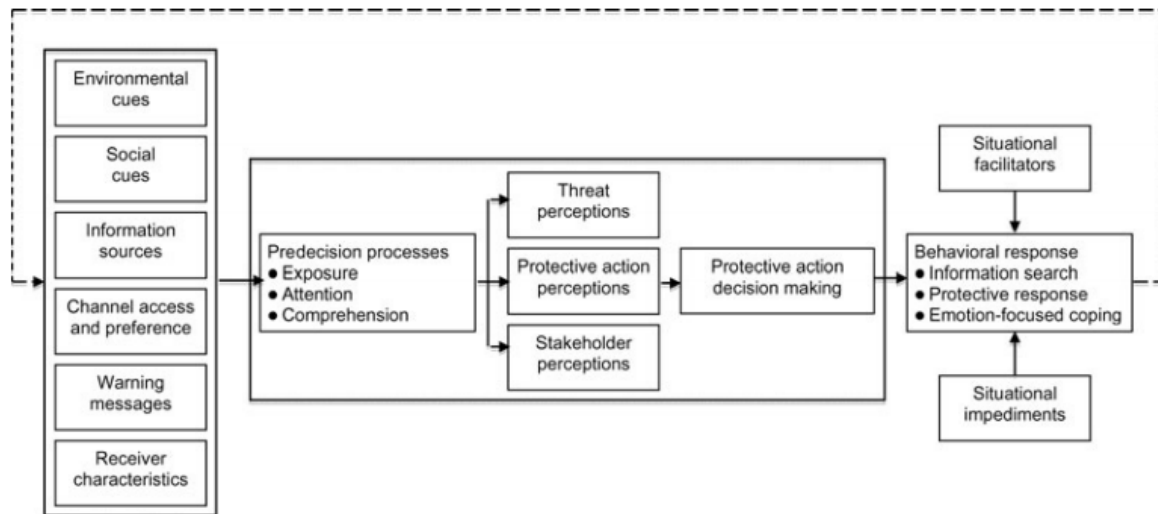 Environmental
cues
Social
cues
Information
sources
Channel access
and preference
Warning
messages
Receiver
characteristics
Predecision processes
● Exposure
● Attention
● Comprehension
Threat
perceptions
Protective action
perceptions
Stakeholder
perceptions
Protective action
decision making
Situational
facilitators
Behavioral response
● Information search
● Protective response
● Emotion-focused coping
Situational
impediments